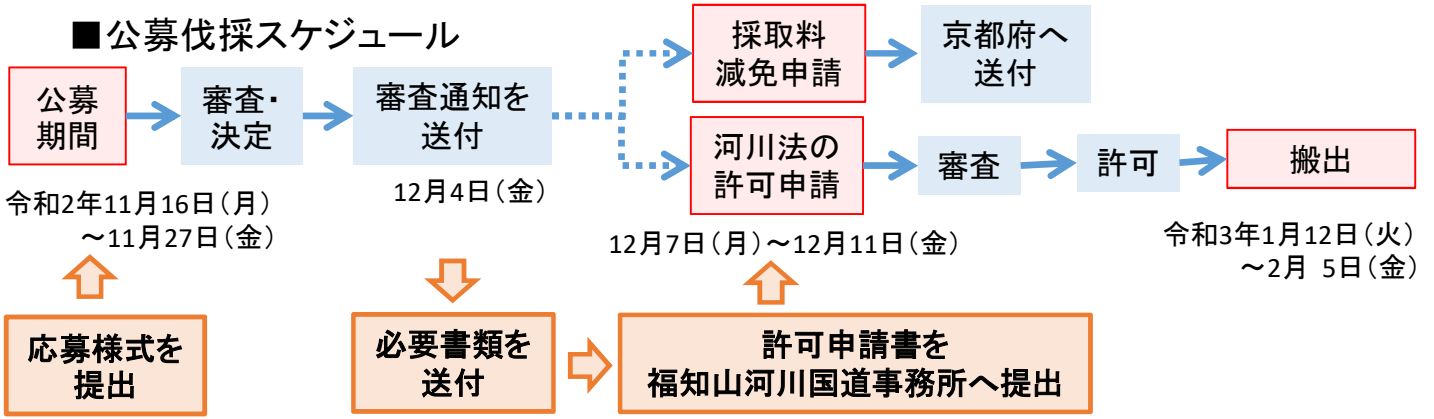 ■公募伐採スケジュール
公募
期間
審査・
決定
審査通知を
送付
採取料
減免申請
京都府へ
送付
河川法の
許可申請
審査
許可
搬出
令和2年11月16日(月)
～11月27日(金)
12月4日(金)
12月7日(月)～12月11日(金)
令和3年1月12日(火)
～2月 5日(金)
応募様式を
提出
必要書類を
送付
許可申請書を
福知山河川国道事務所へ提出